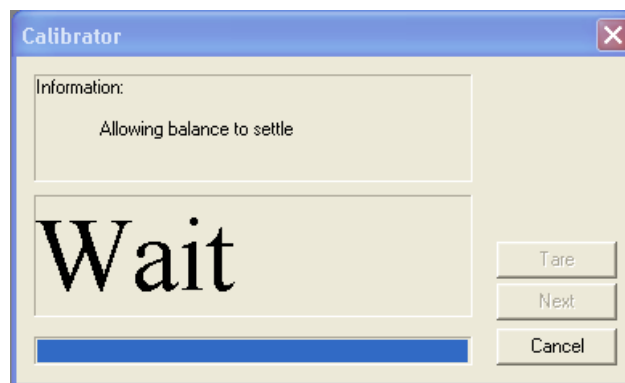 Calibrator
Information:
Allowing balance to settle
Wait
Tare
Next
Cancel